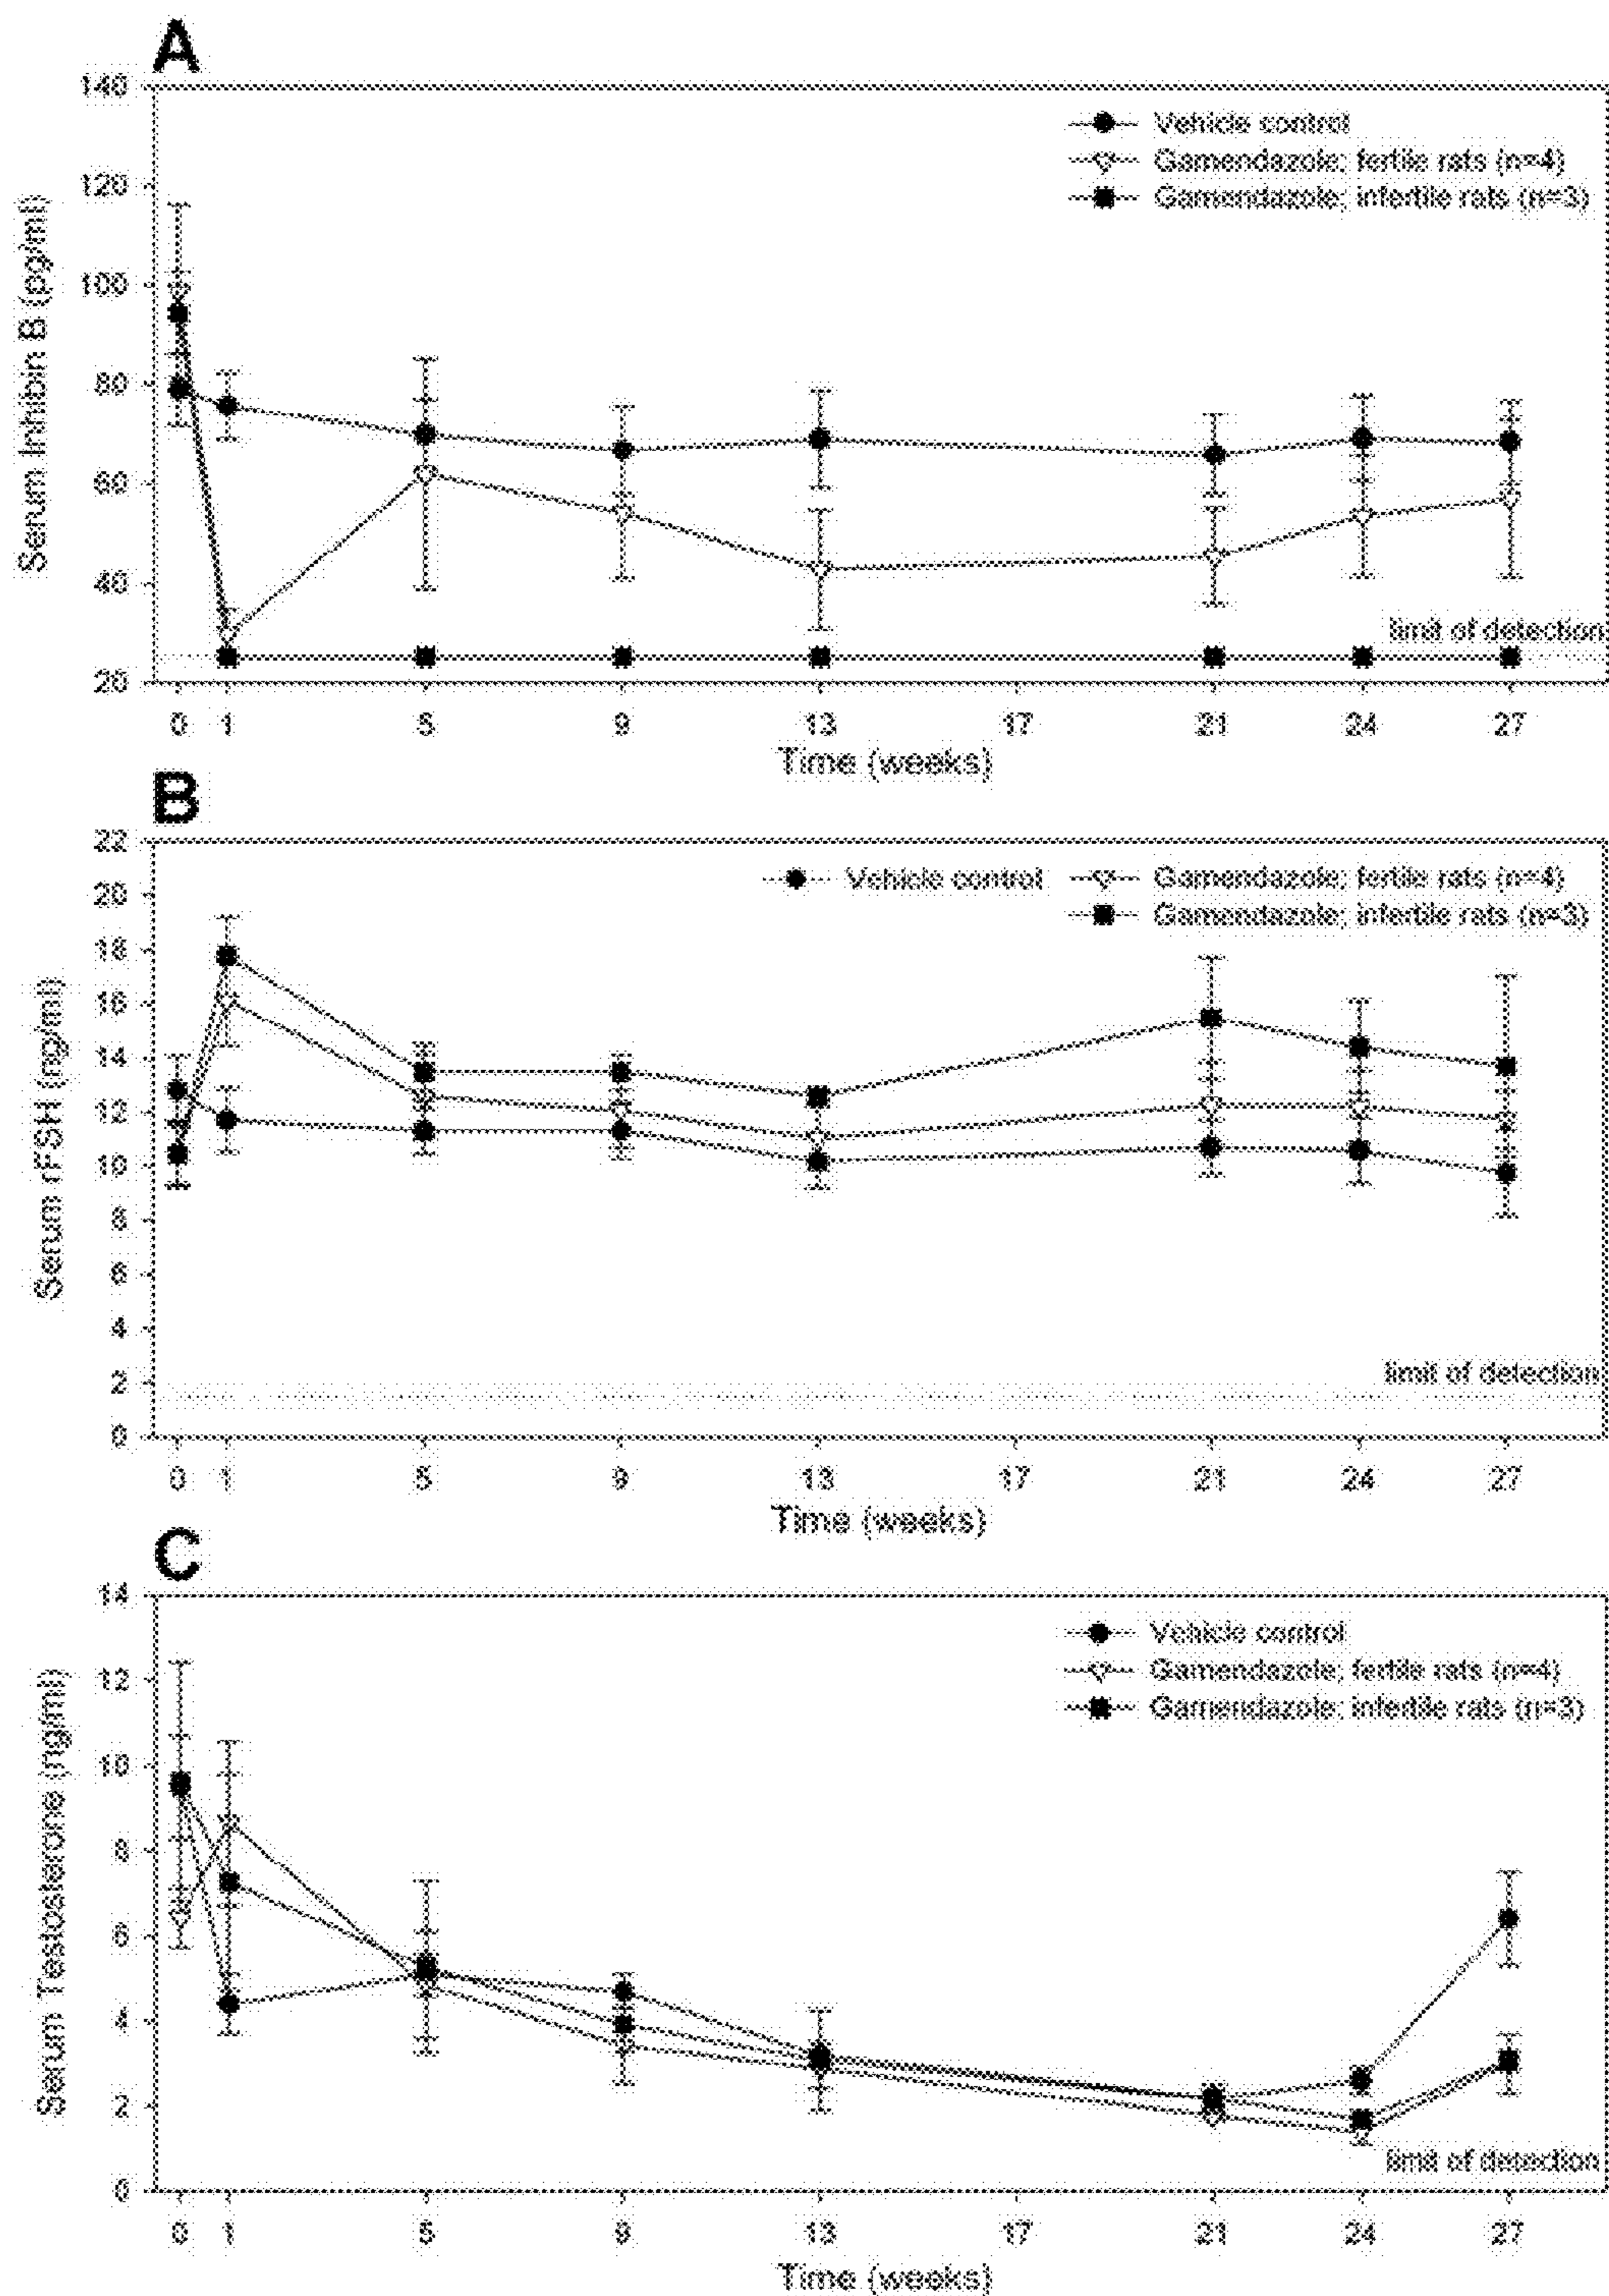 A
140
120
100
80
60
40
20
Serum Inhibin B (pg/ml)
Vehicle control
Gamendazole; fertile rats (n=4)
Gamendazole; infertile rats (n=3)
limit of detection
0 1 5 9 13 17 21 24 27
Time (weeks)
B
22
20
18
16
14
12
10
8
6
4
2
0
Serum rFSH (ng/ml)
Vehicle control Gamendazole; fertile rats (n=4)
Gamendazole; infertile rats (n=3)
limit of detection
0 1 5 9 13 17 21 24 27
Time (weeks)
C
14
12
10
8
6
4
2
0
Serum Testosterone (ng/ml)
Vehicle control
Gamendazole; fertile rats (n=4)
Gamendazole; infertile rats (n=3)
limit of detection
0 1 5 9 13 17 21 24 27
Time (weeks)